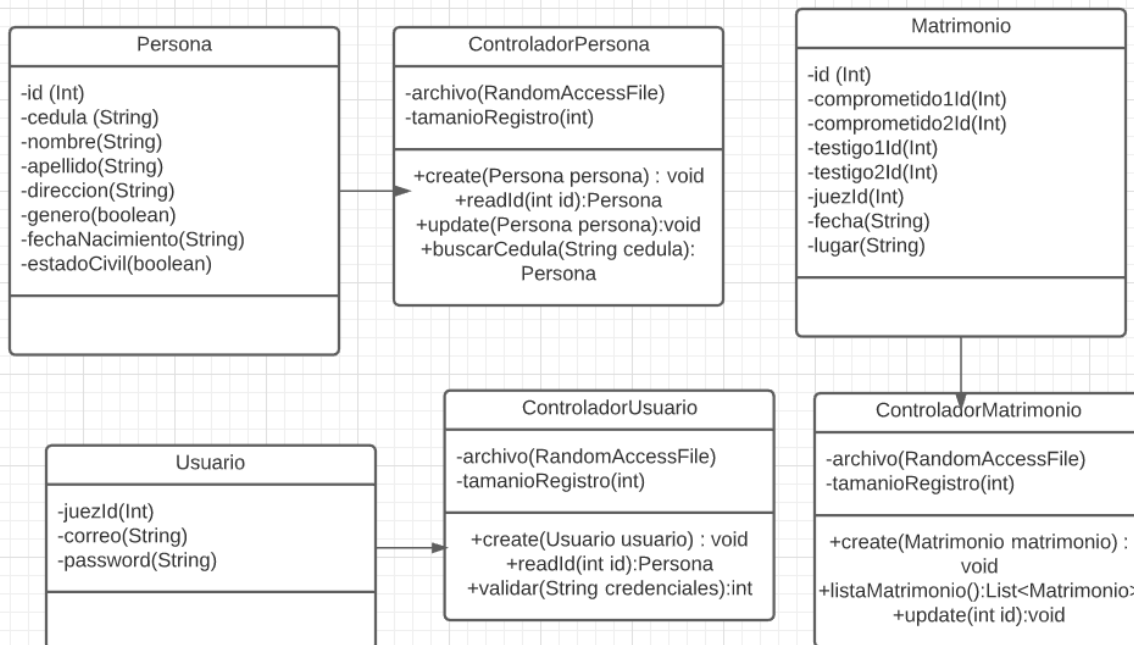 Persona
-id (Int)
-cedula (String)
-nombre(String)
-apellido(String)
-direccion(String)
-genero(boolean)
-fechaNacimiento(String)
-estadoCivil(boolean)
ControladorPersona
-archivo(RandomAccessFile)
-tamanioRegistro(int)
+create(Persona persona) : void
+readId(int id):Persona
+update(Persona persona):void
+buscarCedula(String cedula):
Persona
Matrimonio
-id (Int)
-comprometido1Id(Int)
-comprometido2Id(Int)
-testigo1Id(Int)
-testigo2Id(Int)
-juezId(Int)
-fecha(String)
-lugar(String)
Usuario
-juezId(Int)
-correo(String)
-password(String)
ControladorUsuario
-archivo(RandomAccessFile)
-tamanioRegistro(int)
+create(Usuario usuario) : void
+readId(int id):Persona
+validar(String credenciales):int
ControladorMatrimonio
-archivo(RandomAccessFile)
-tamanioRegistro(int)
+create(Matrimonio matrimonio) :
void
+listaMatrimonio():List<Matrimonio>
+update(int id):void